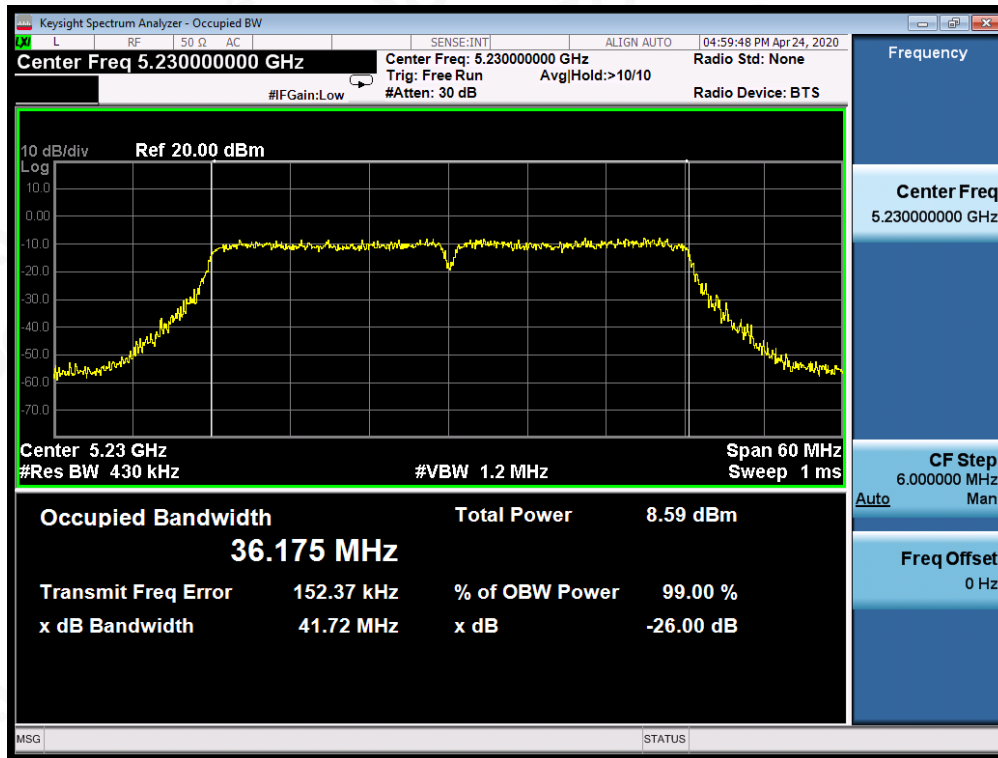 Keysight Spectrum Analyzer - Occupied BW
LXI L RF 50 Ω AC SENSE:INT ALIGN AUTO 04:59:48 PM Apr 24, 2020
Center Freq 5.230000000 GHz
Center Freq: 5.230000000 GHz Radio Std: None
Trig: Free Run Avg|Hold:>10/10
#IFGain:Low #Atten: 30 dB Radio Device: BTS
10 dB/div Ref 20.00 dBm
Log
10.0
0.00
-10.0
-20.0
-30.0
-40.0
-50.0
-60.0
-70.0
Center 5.23 GHz Span 60 MHz
#Res BW 430 kHz #VBW 1.2 MHz Sweep 1 ms
Occupied Bandwidth Total Power 8.59 dBm
36.175 MHz
Transmit Freq Error 152.37 kHz % of OBW Power 99.00 %
x dB Bandwidth 41.72 MHz x dB -26.00 dB
MSG STATUS
Frequency
Center Freq
5.230000000 GHz
CF Step
6.000000 MHz
Auto Man
Freq Offset
0 Hz